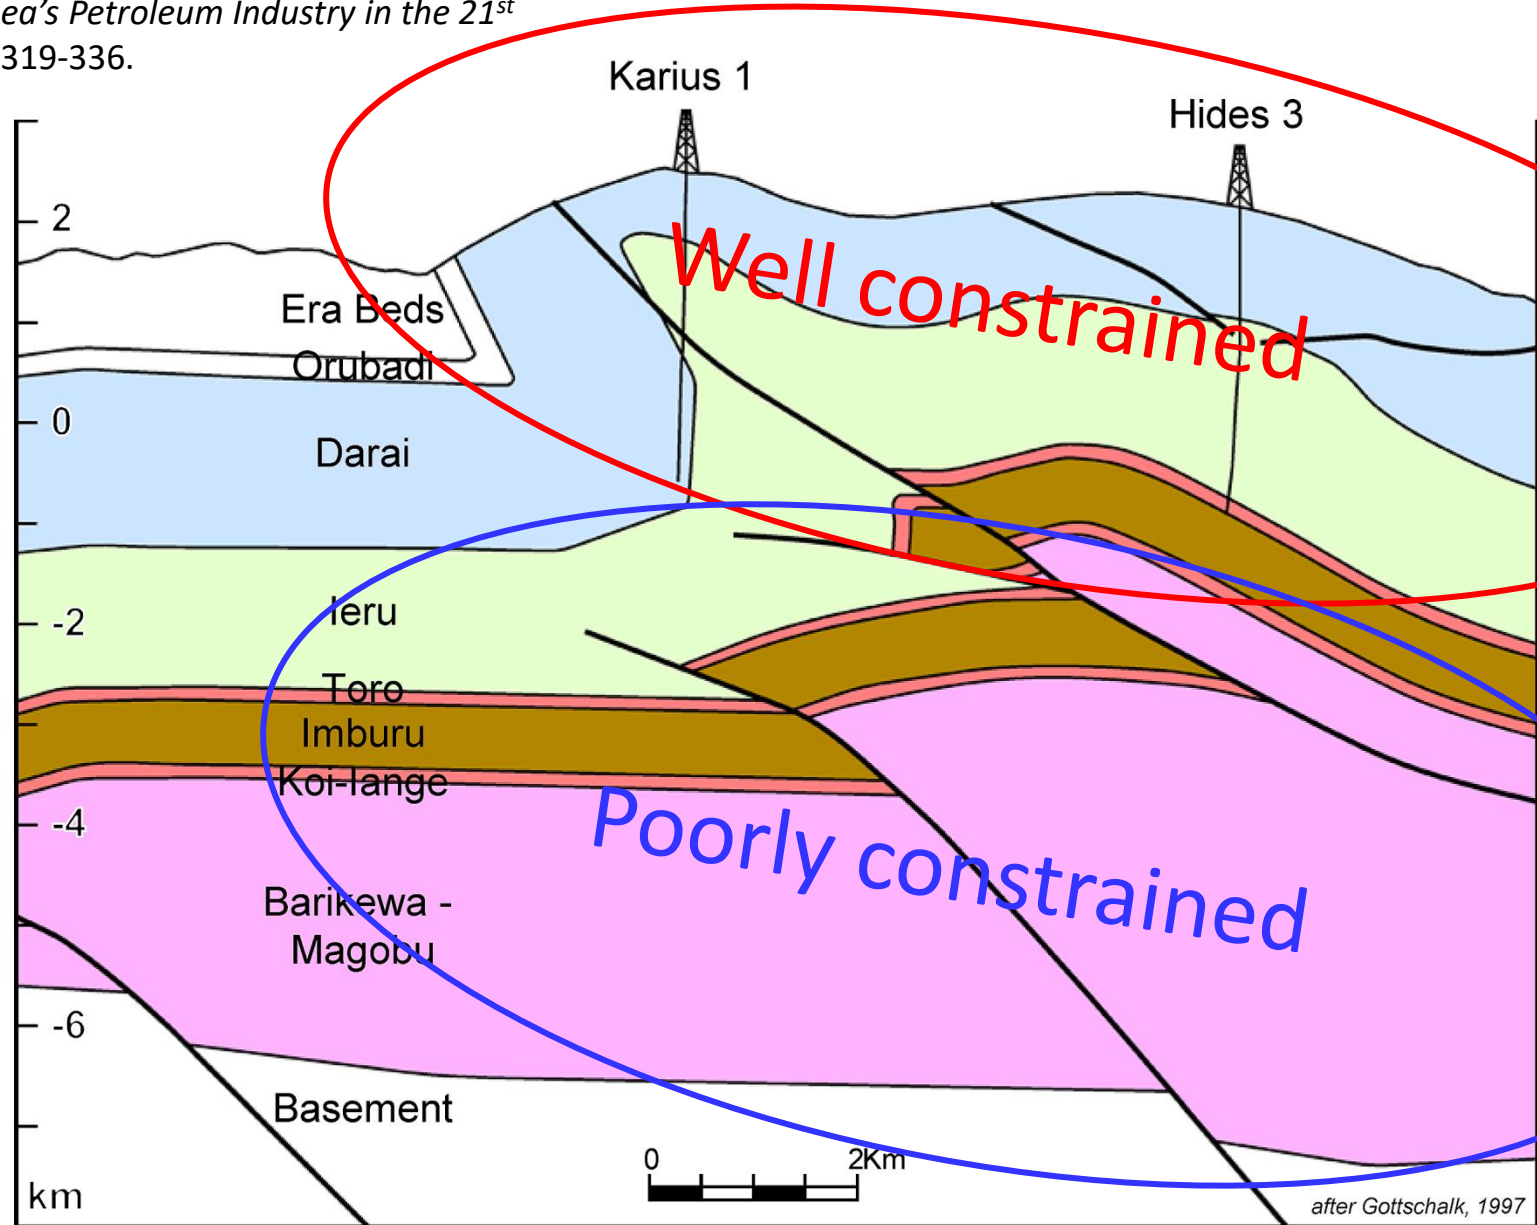 ea’s Petroleum Industry in the 21st
319-336.
Karius 1
Hides 3
2
Well constrained
Era Beds
Orubadi
0
Darai
Ieru
-2
Toro
Imburu
Koi-Iange
-4
Poorly constrained
Barikewa -
Magobu
-6
Basement
0 2Km
km
after Gottschalk, 1997